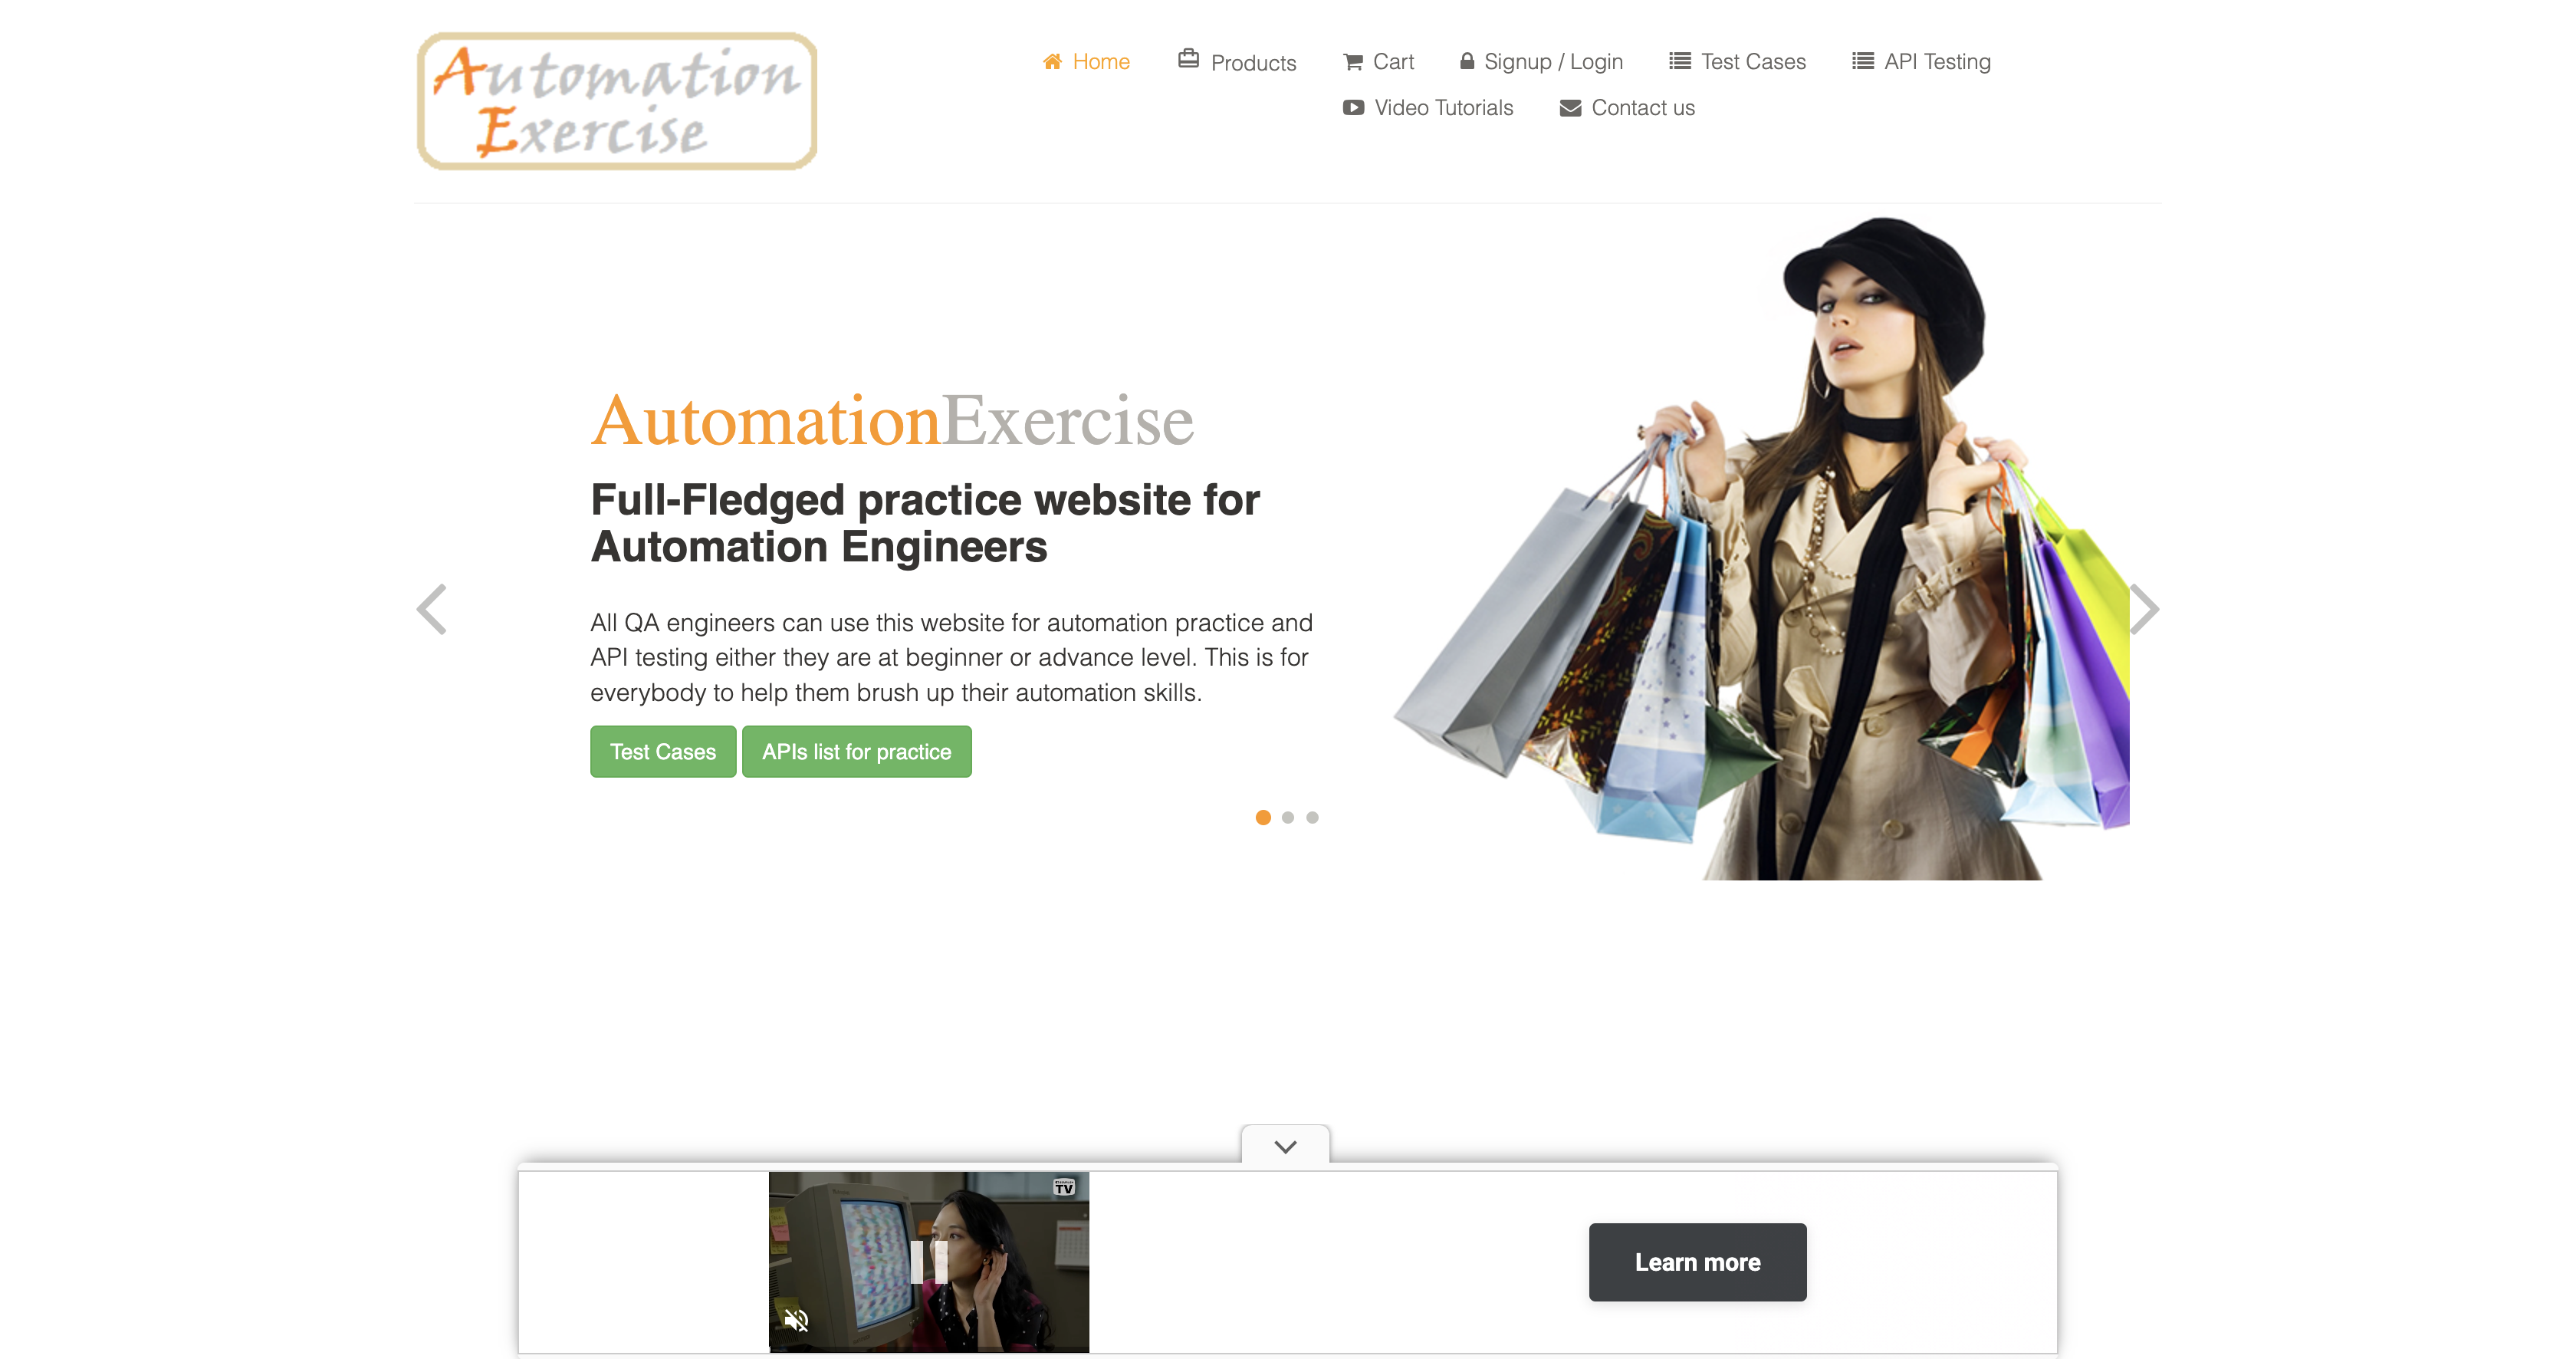 Automation
Exercise
Home Products Cart Signup / Login Test Cases API Testing
Video Tutorials Contact us
AutomationExercise
Full-Fledged practice website for
Automation Engineers
All QA engineers can use this website for automation practice and
API testing either they are at beginner or advance level. This is for
everybody to help them brush up their automation skills.
Test Cases APIs list for practice
TV
Learn more